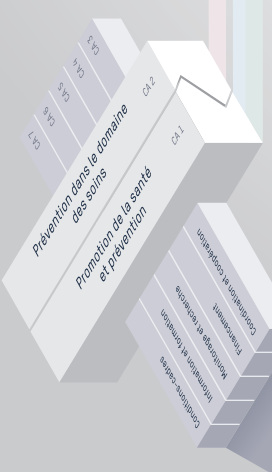 CA 3
CA 4
CA 5
CA 6
CA 7
CA 2
Prévention dans le domaine
des soins
CA 1
Promotion de la santé
et prévention
Coordination et coopération
Financement
Monitorage et recherche
Information et formation
Conditions-cadres